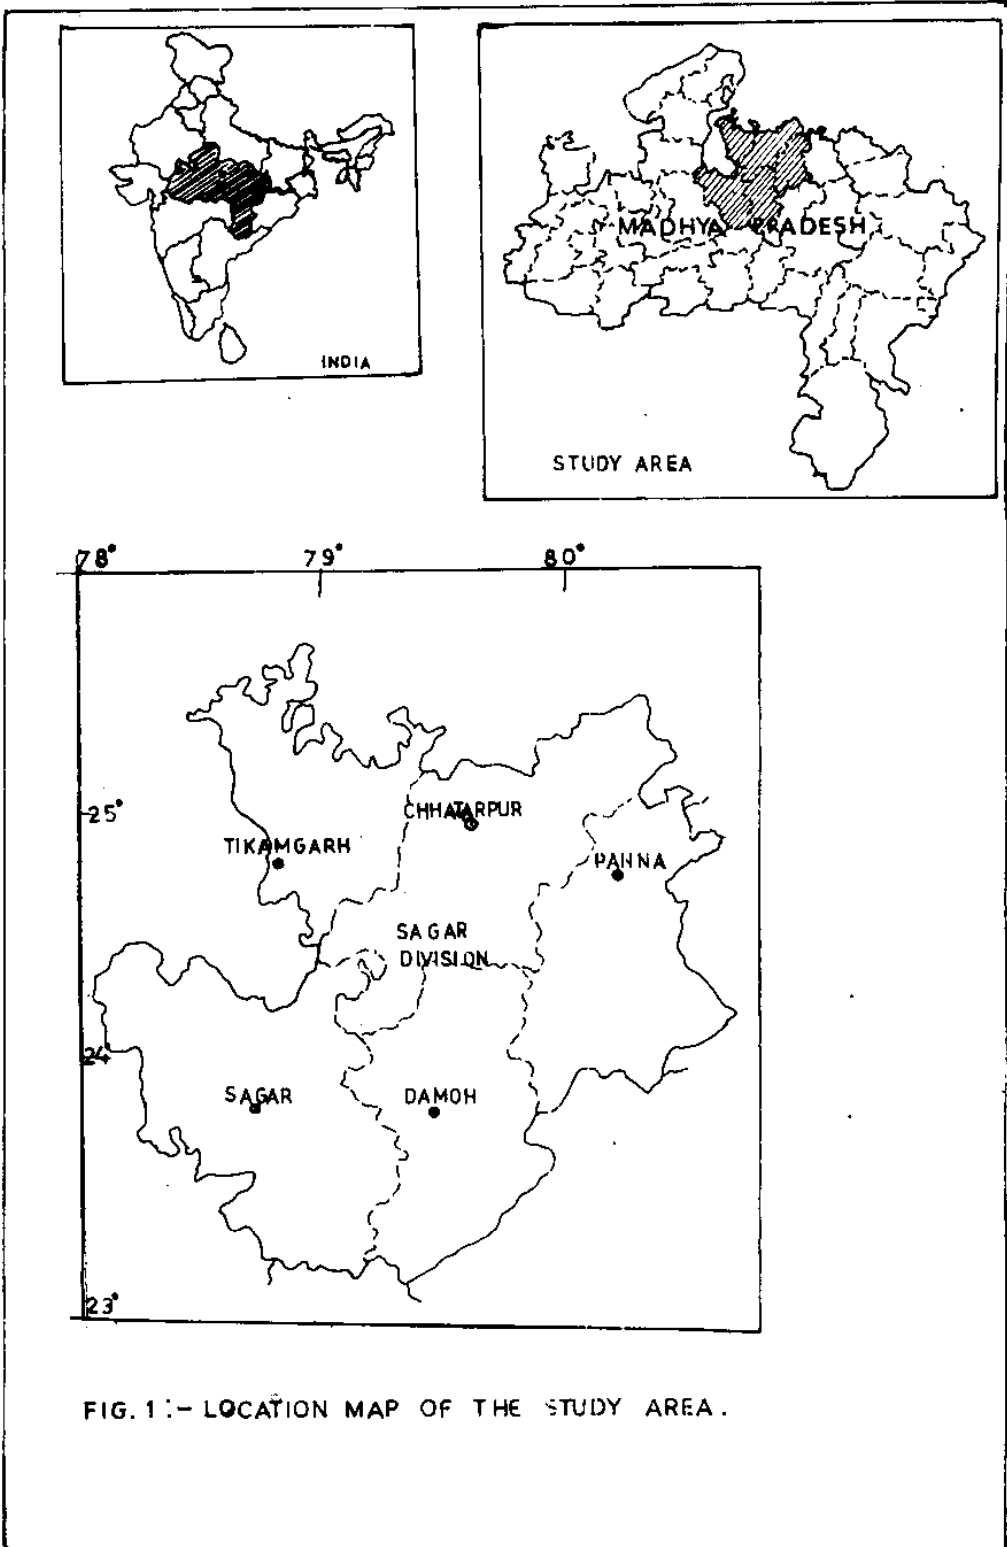 INDIA
MADHYA PRADESH
STUDY AREA
78° 79° 80°
25°
CHHATARPUR
TIKAMGARH
PANNA
SAGAR
DIVISION
24°
SAGAR
DAMOH
23°
FIG. 1:- LOCATION MAP OF THE STUDY AREA.